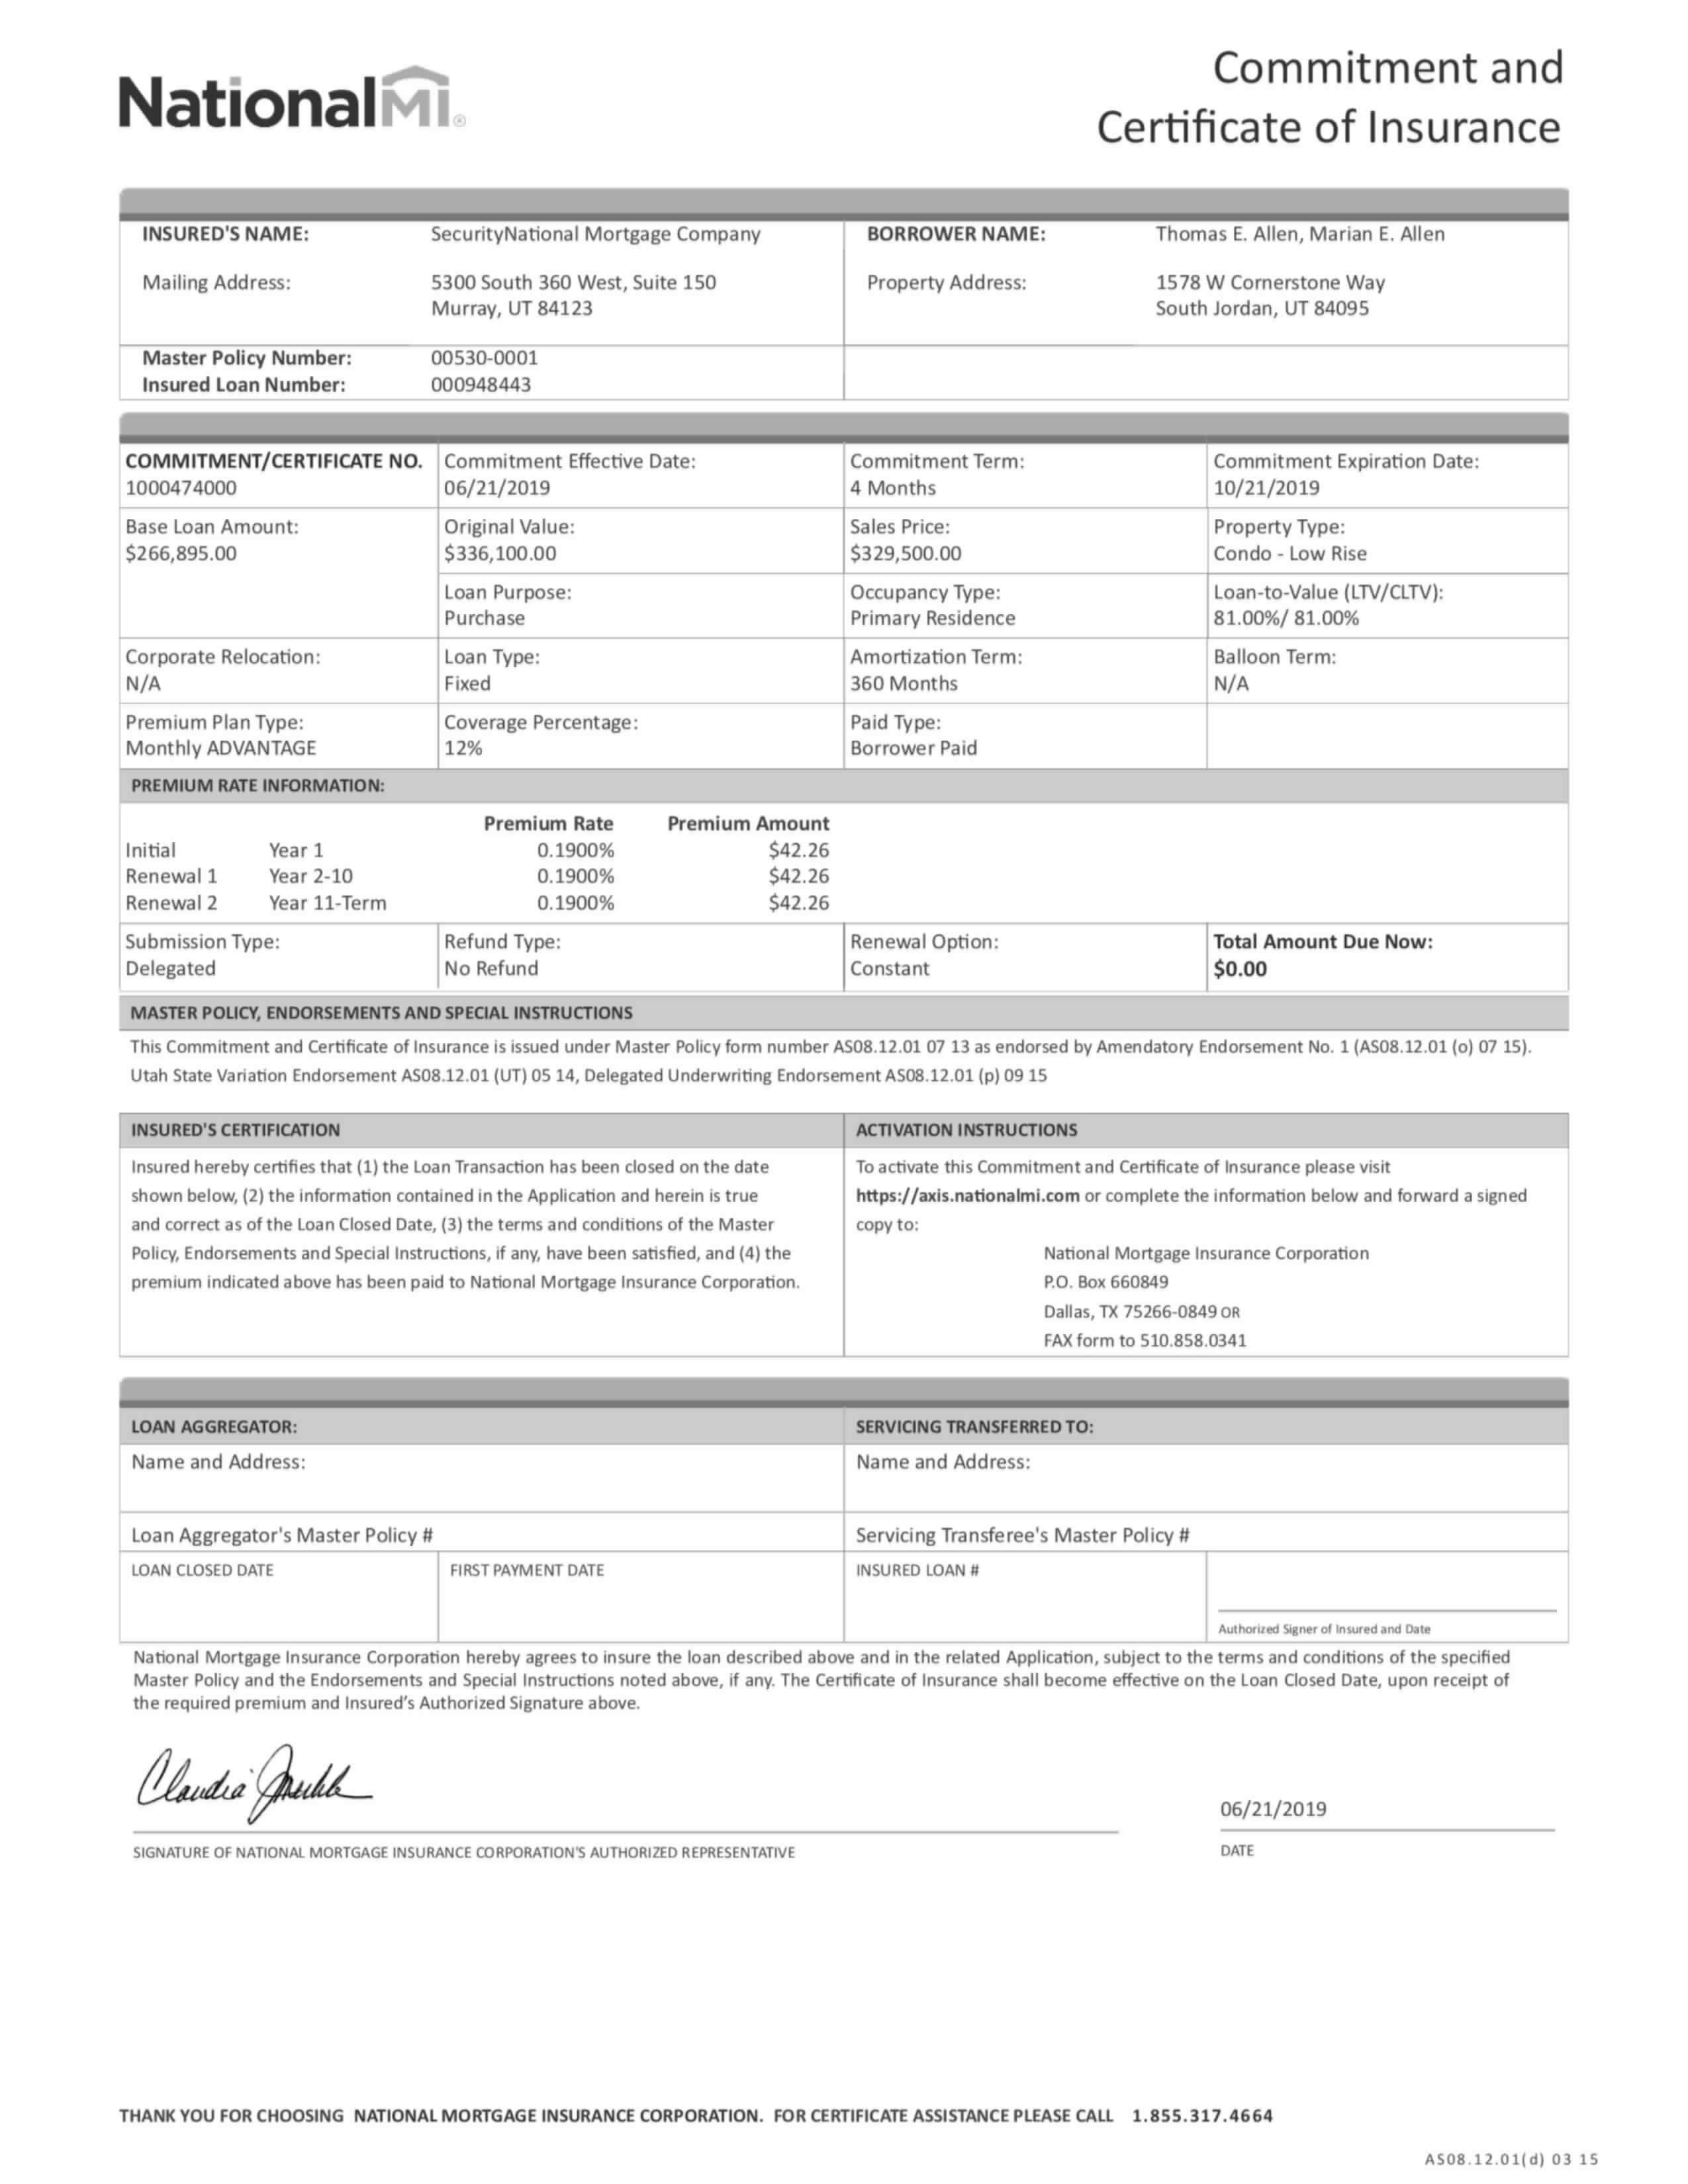 NationalMI®
Commitment and
Certificate of Insurance
INSURED'S NAME: SecurityNational Mortgage Company BORROWER NAME: Thomas E. Allen, Marian E. Allen
Mailing Address: 5300 South 360 West, Suite 150 Property Address: 1578 W Cornerstone Way
Murray, UT 84123 South Jordan, UT 84095
Master Policy Number: 00530-0001
Insured Loan Number: 000948443
COMMITMENT/CERTIFICATE NO. Commitment Effective Date: Commitment Term: Commitment Expiration Date:
1000474000 06/21/2019 4 Months 10/21/2019
Base Loan Amount: Original Value: Sales Price: Property Type:
$266,895.00 $336,100.00 $329,500.00 Condo - Low Rise
Loan Purpose: Occupancy Type: Loan-to-Value (LTV/CLTV):
Purchase Primary Residence 81.00%/ 81.00%
Corporate Relocation: Loan Type: Amortization Term: Balloon Term:
N/A Fixed 360 Months N/A
Premium Plan Type: Coverage Percentage: Paid Type:
Monthly ADVANTAGE 12% Borrower Paid
PREMIUM RATE INFORMATION:
Premium Rate Premium Amount
Initial Year 1 0.1900% $42.26
Renewal 1 Year 2-10 0.1900% $42.26
Renewal 2 Year 11-Term 0.1900% $42.26
Submission Type: Refund Type: Renewal Option: Total Amount Due Now:
Delegated No Refund Constant $0.00
MASTER POLICY, ENDORSEMENTS AND SPECIAL INSTRUCTIONS
This Commitment and Certificate of Insurance is issued under Master Policy form number AS08.12.01 07 13 as endorsed by Amendatory Endorsement No. 1 (AS08.12.01 (o) 07 15).
Utah State Variation Endorsement AS08.12.01 (UT) 05 14, Delegated Underwriting Endorsement AS08.12.01 (p) 09 15
INSURED'S CERTIFICATION
Insured hereby certifies that (1) the Loan Transaction has been closed on the date
shown below, (2) the information contained in the Application and herein is true
and correct as of the Loan Closed Date, (3) the terms and conditions of the Master
Policy, Endorsements and Special Instructions, if any, have been satisfied, and (4) the
premium indicated above has been paid to National Mortgage Insurance Corporation.
ACTIVATION INSTRUCTIONS
To activate this Commitment and Certificate of Insurance please visit
https://axis.nationalmi.com or complete the information below and forward a signed
copy to:
National Mortgage Insurance Corporation
P.O. Box 660849
Dallas, TX 75266-0849 OR
FAX form to 510.858.0341
LOAN AGGREGATOR: SERVICING TRANSFERRED TO:
Name and Address: Name and Address:
Loan Aggregator's Master Policy # Servicing Transferee's Master Policy #
LOAN CLOSED DATE FIRST PAYMENT DATE INSURED LOAN #
Authorized Signer of Insured and Date
National Mortgage Insurance Corporation hereby agrees to insure the loan described above and in the related Application, subject to the terms and conditions of the specified
Master Policy and the Endorsements and Special Instructions noted above, if any. The Certificate of Insurance shall become effective on the Loan Closed Date, upon receipt of
the required premium and Insured's Authorized Signature above.
Claudia
06/21/2019
SIGNATURE OF NATIONAL MORTGAGE INSURANCE CORPORATION'S AUTHORIZED REPRESENTATIVE DATE
THANK YOU FOR CHOOSING NATIONAL MORTGAGE INSURANCE CORPORATION. FOR CERTIFICATE ASSISTANCE PLEASE CALL 1.855.317.4664
AS08.12.01(d) 03 15